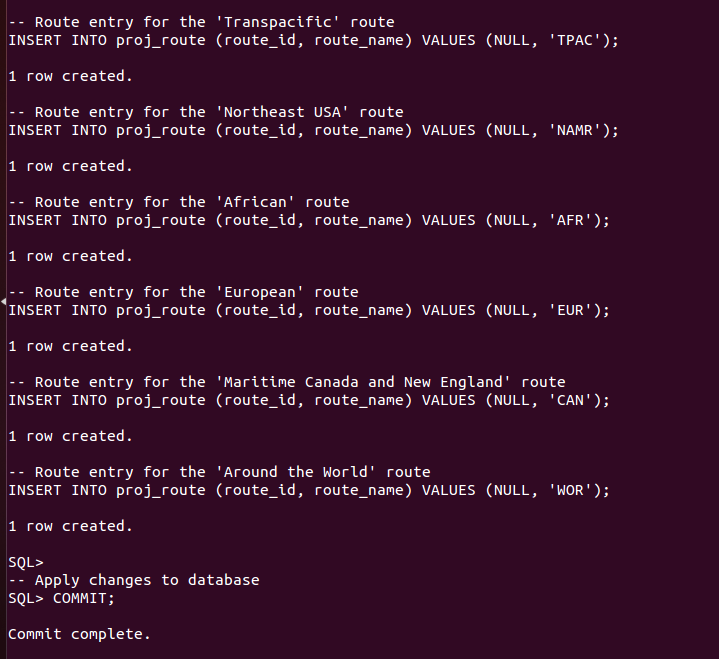 -- Route entry for the 'Transpacific' route
INSERT INTO proj_route (route_id, route_name) VALUES (NULL, 'TPAC');
1 row created.
-- Route entry for the 'Northeast USA' route
INSERT INTO proj_route (route_id, route_name) VALUES (NULL, 'NAMR');
1 row created.
-- Route entry for the 'African' route
INSERT INTO proj_route (route_id, route_name) VALUES (NULL, 'AFR');
1 row created.
-- Route entry for the 'European' route
INSERT INTO proj_route (route_id, route_name) VALUES (NULL, 'EUR');
1 row created.
-- Route entry for the 'Maritime Canada and New England' route
INSERT INTO proj_route (route_id, route_name) VALUES (NULL, 'CAN');
1 row created.
-- Route entry for the 'Around the World' route
INSERT INTO proj_route (route_id, route_name) VALUES (NULL, 'WOR');
1 row created.
SQL>
-- Apply changes to database
SQL> COMMIT;
Commit complete.